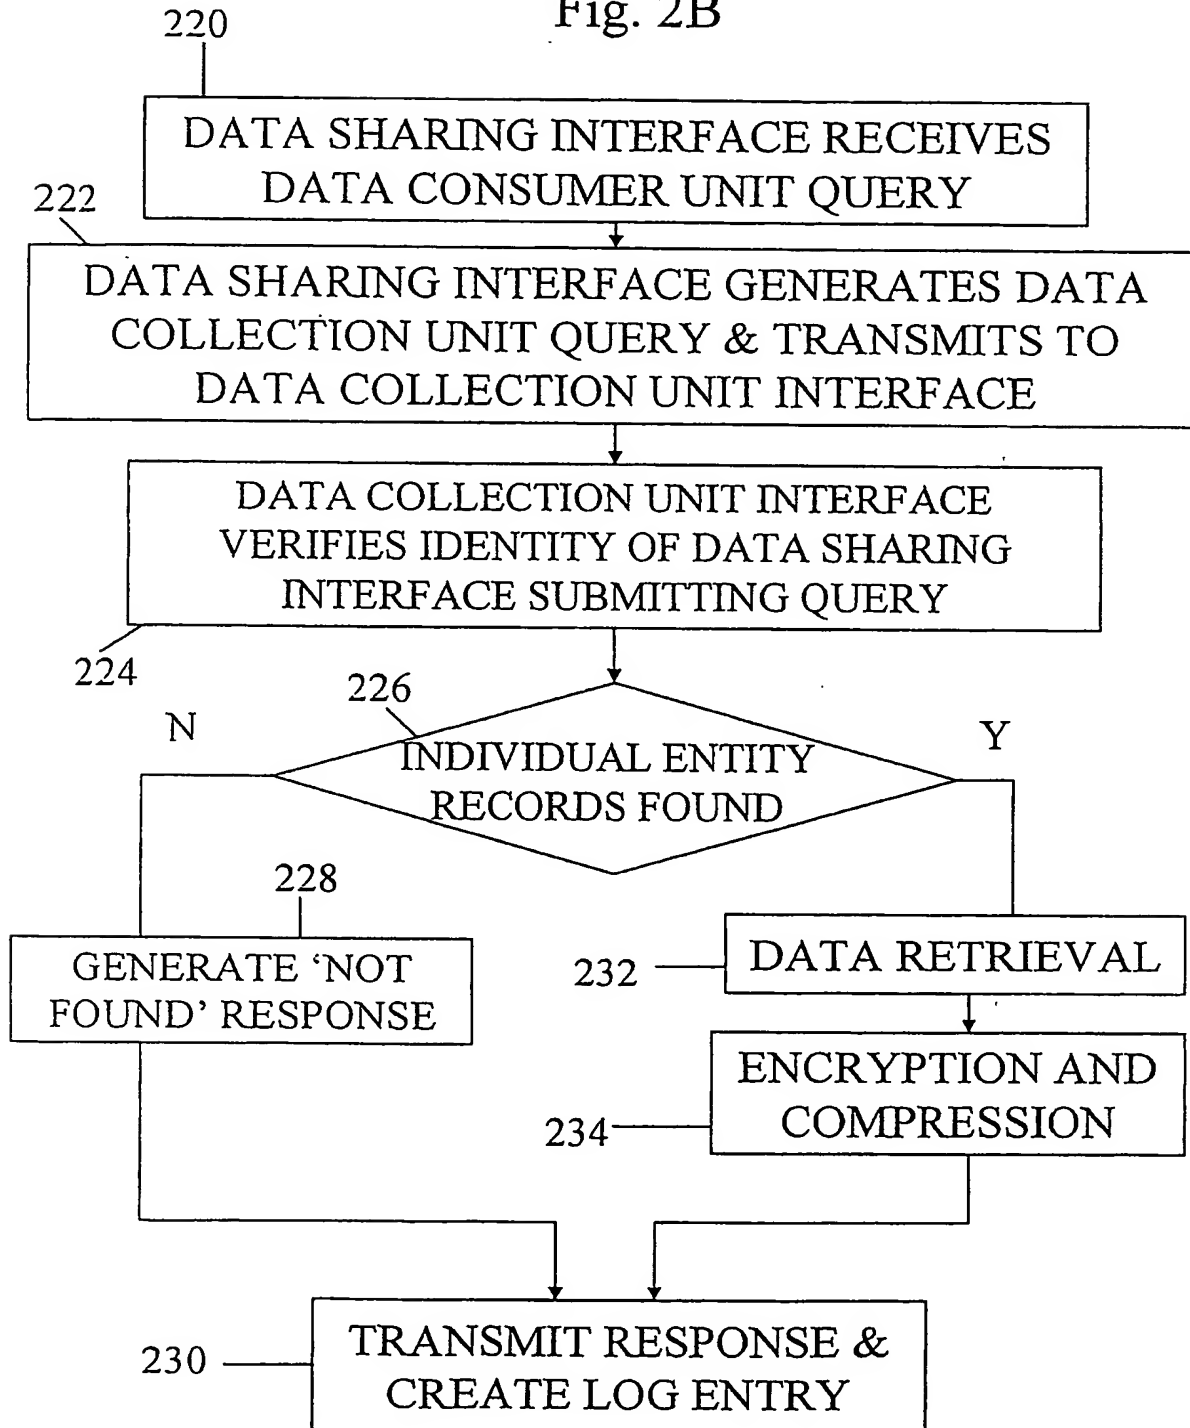 Fig. 2B
220
DATA SHARING INTERFACE RECEIVES
DATA CONSUMER UNIT QUERY
222
DATA SHARING INTERFACE GENERATES DATA
COLLECTION UNIT QUERY & TRANSMITS TO
DATA COLLECTION UNIT INTERFACE
DATA COLLECTION UNIT INTERFACE
VERIFIES IDENTITY OF DATA SHARING
INTERFACE SUBMITTING QUERY
224
226
N
Y
INDIVIDUAL ENTITY
RECORDS FOUND
228
GENERATE ‘NOT
FOUND’ RESPONSE
232
DATA RETRIEVAL
ENCRYPTION AND
COMPRESSION
234
230
TRANSMIT RESPONSE &
CREATE LOG ENTRY